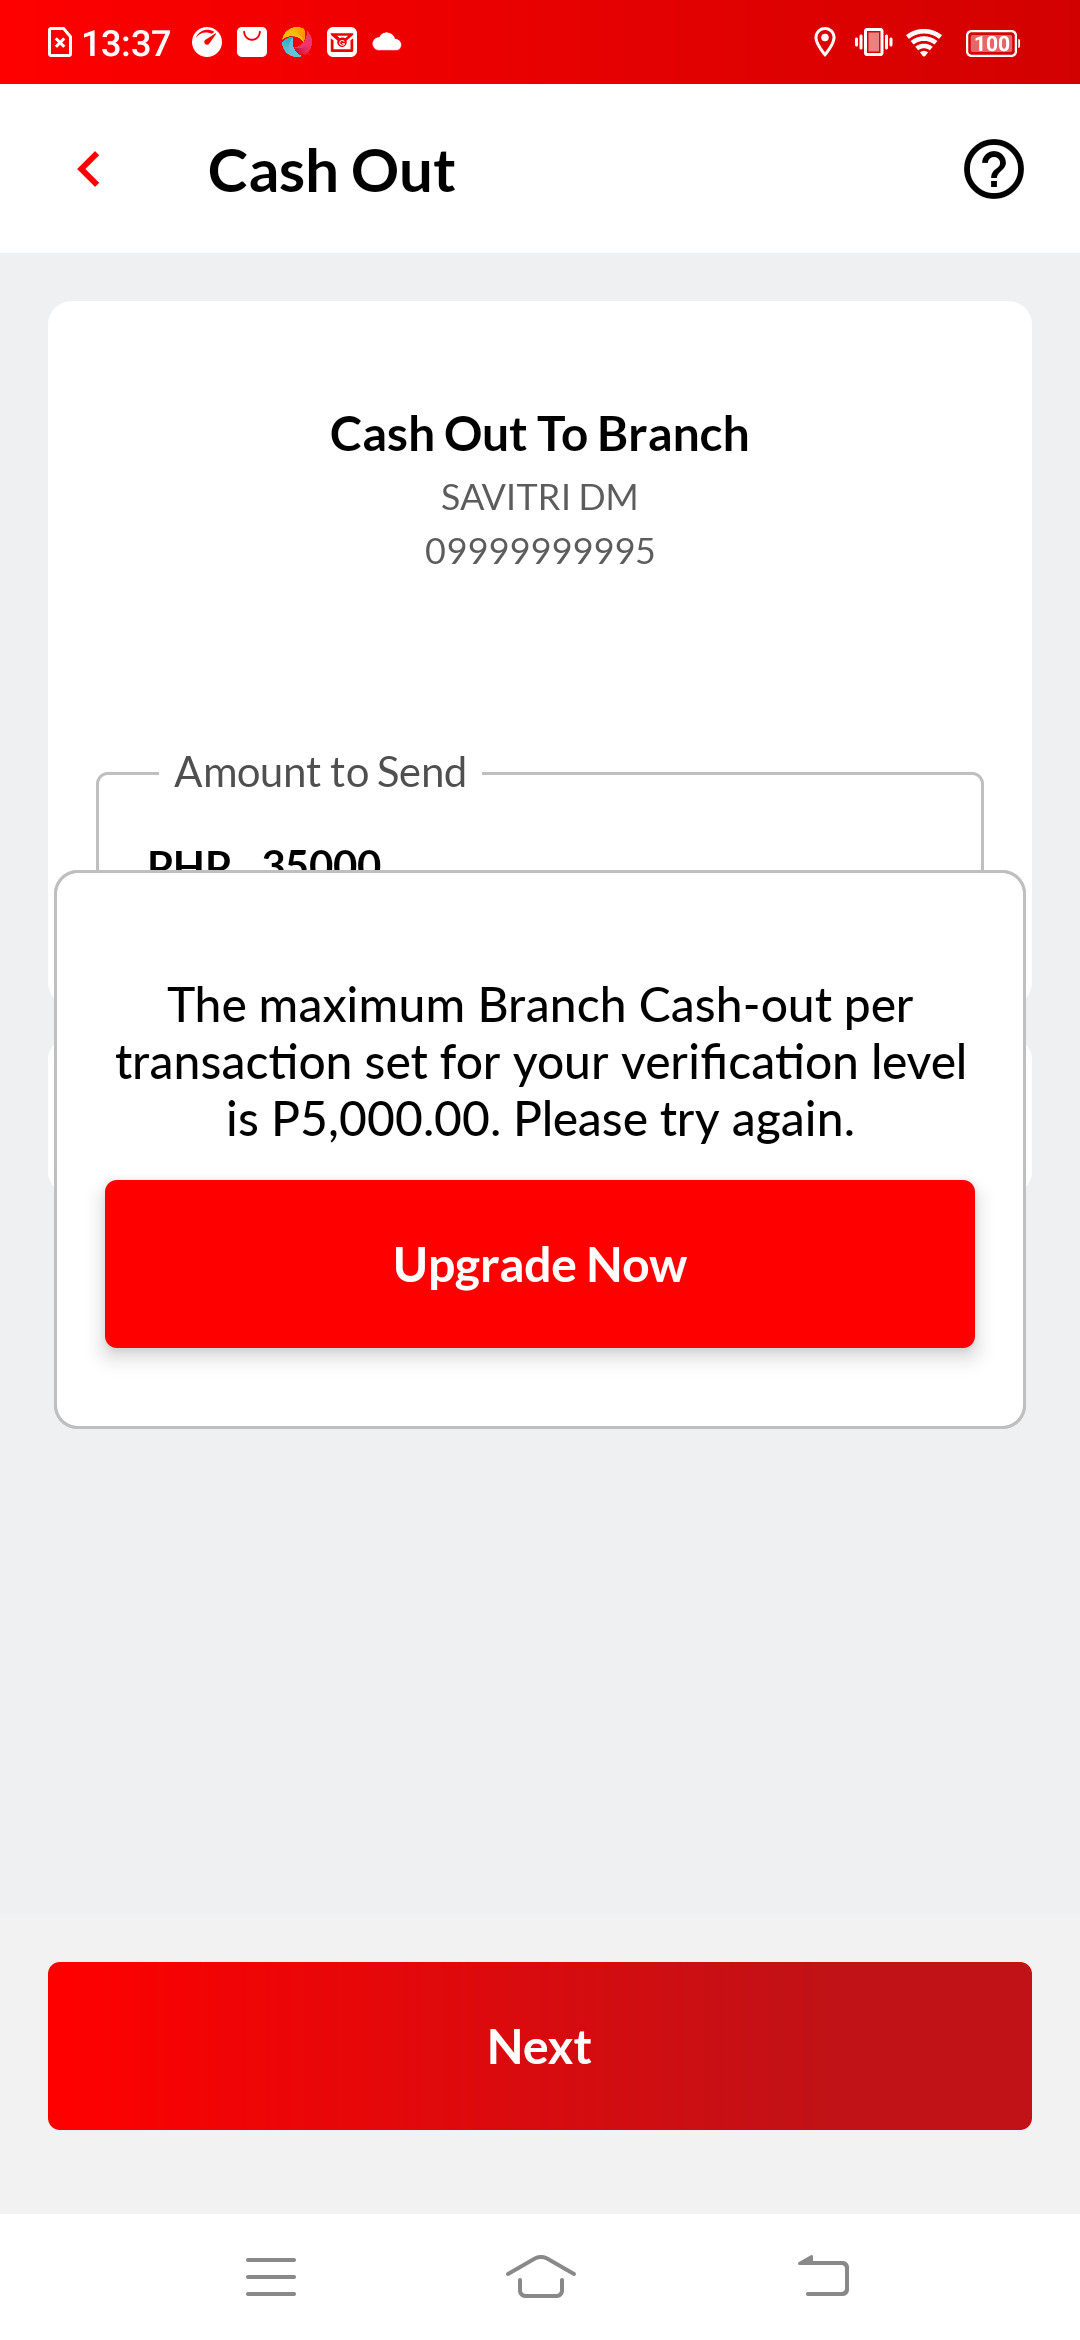 13:37
100
Cash Out
Cash Out To Branch
SAVITRI DM
09999999995
Amount to Send
PHP 35000
The maximum Branch Cash-out per
transaction set for your verification level
is P5,000.00. Please try again.
Upgrade Now
Next